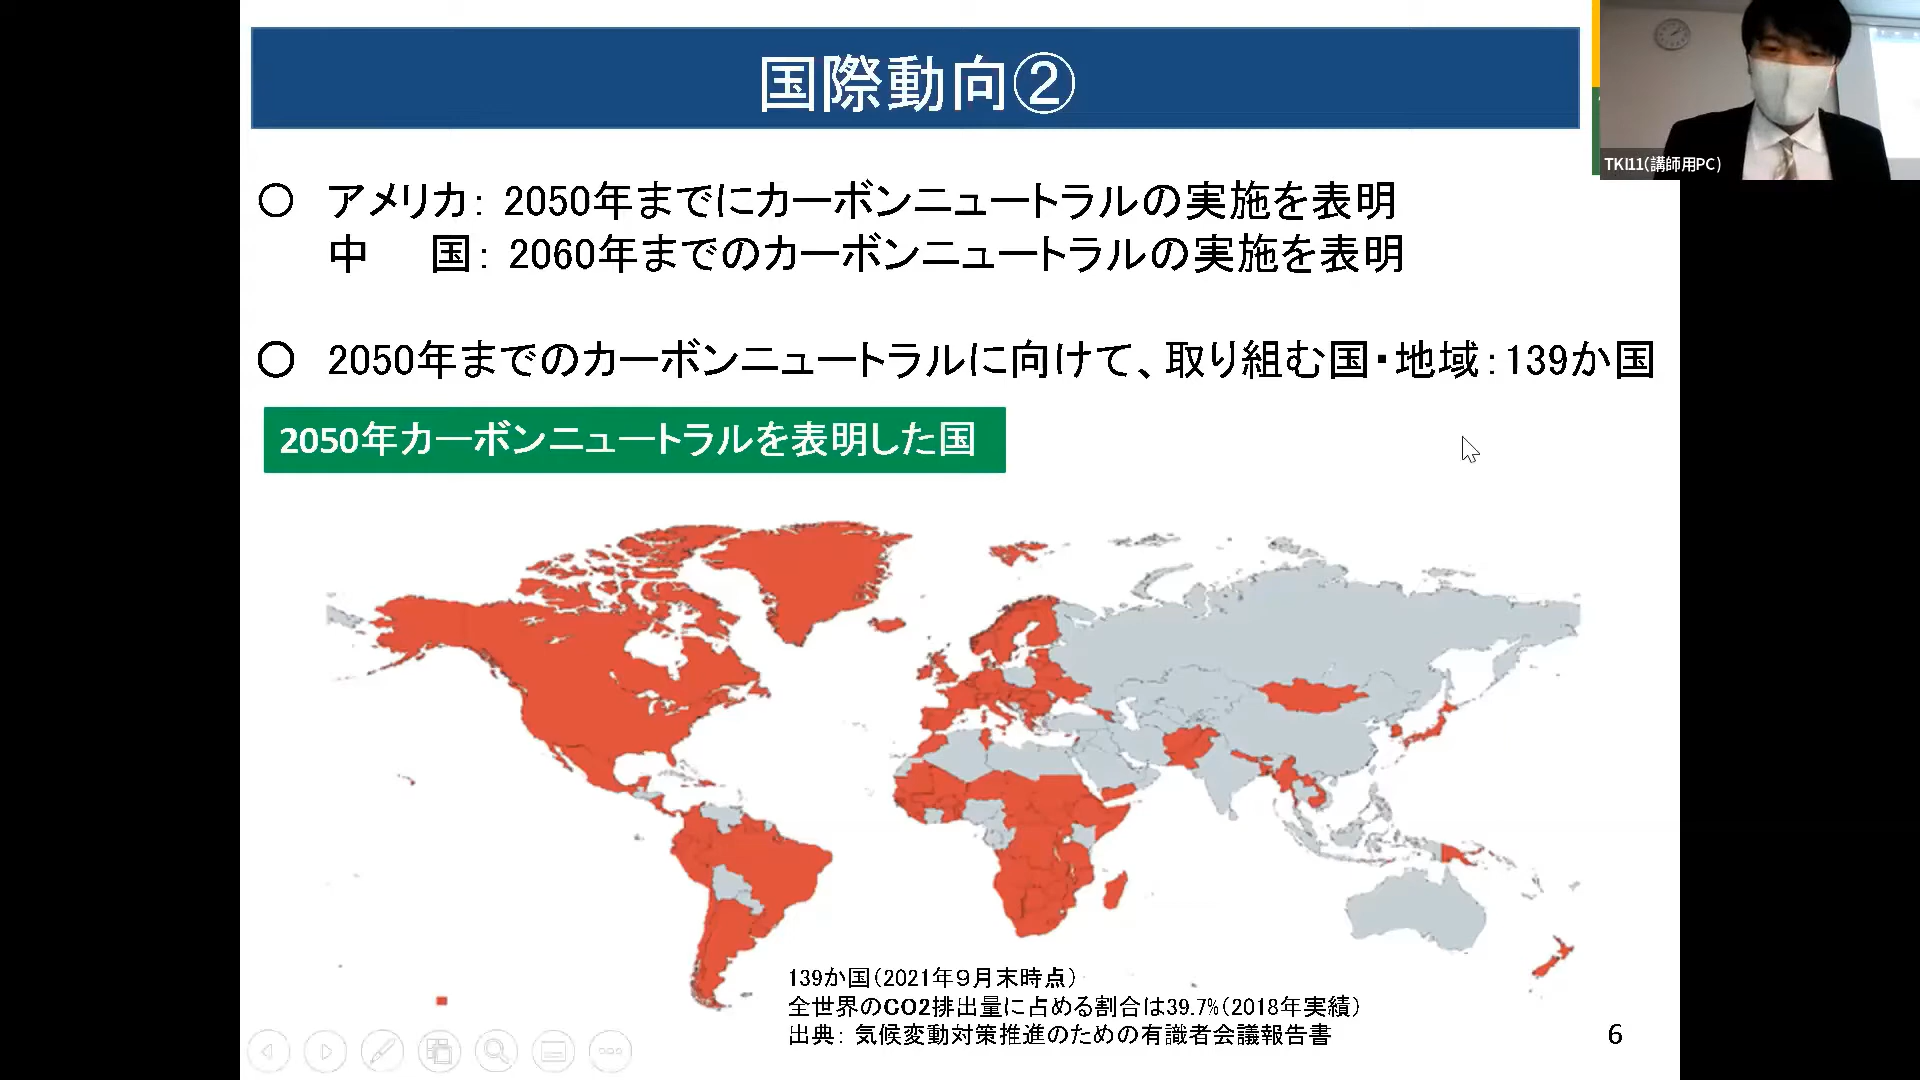 国際動向②
TKI11(講師用PC)
○ アメリカ： 2050年までにカーボンニュートラルの実施を表明
中　国： 2060年までのカーボンニュートラルの実施を表明
○ 2050年までのカーボンニュートラルに向けて、取り組む国・地域：139か国
2050年カーボンニュートラルを表明した国
139か国（2021年９月末時点）
全世界のCO2排出量に占める割合は39.7%（2018年実績）
出典： 気候変動対策推進のための有識者会議報告書
6